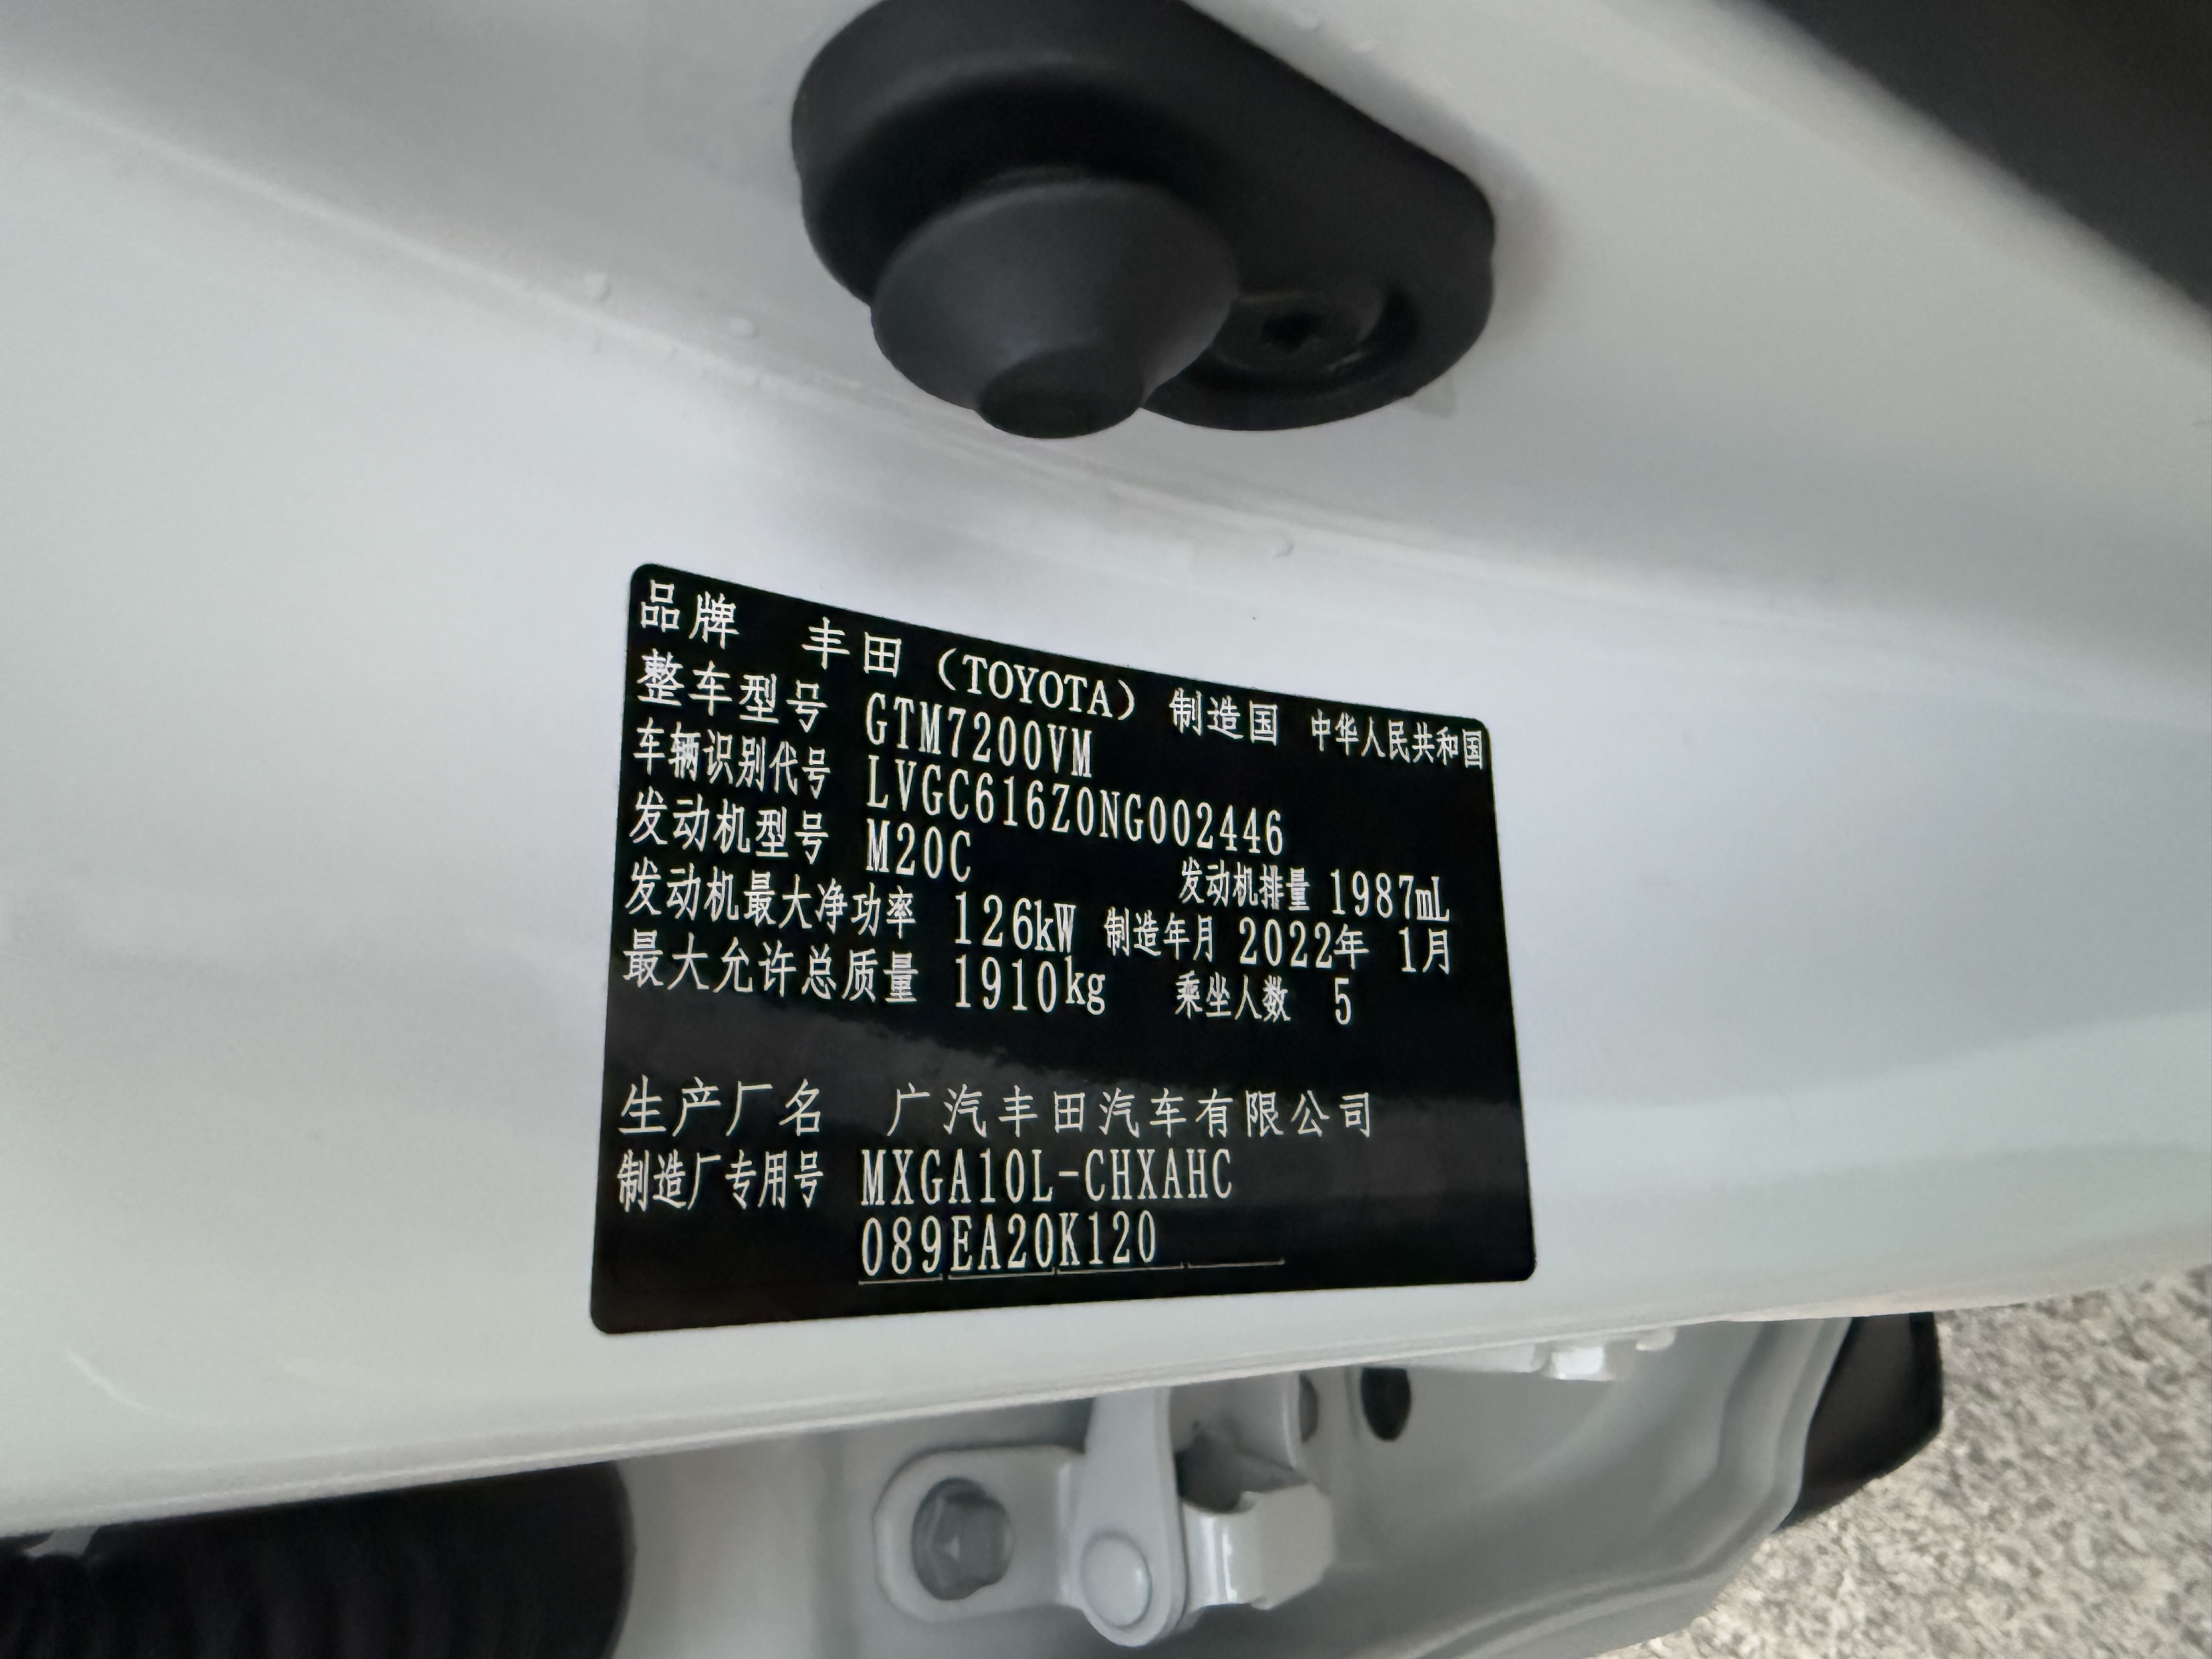 品牌 丰田（TOYOTA） 制造国 中华人民共和国
整车型号 GTM7200VM
车辆识别代号 LVGC616Z0NG002446
发动机型号 M20C 发动机排量 1987mL
发动机最大净功率 126kW 制造年月 2022年 1月
最大允许总质量 1910kg 乘坐人数 5
生产厂名 广汽丰田汽车有限公司
制造厂专用号 MXGA10L-CHXAHC
089EA20K120